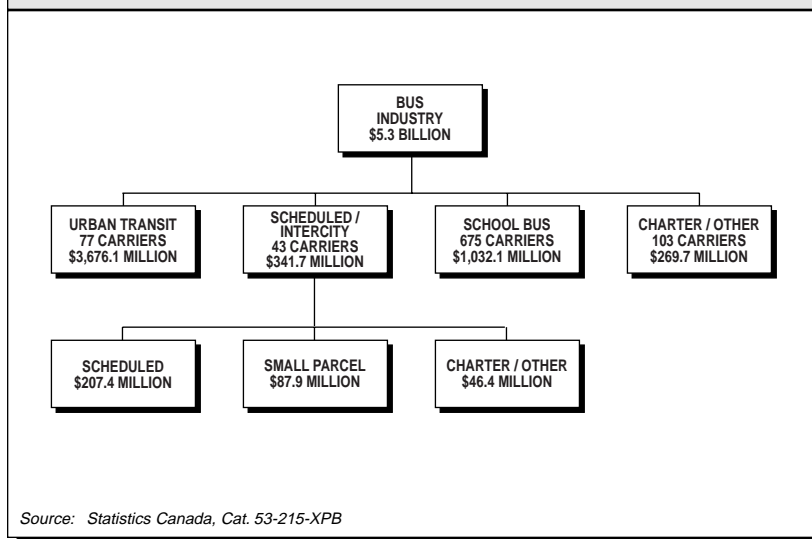 BUS
INDUSTRY
$5.3 BILLION
URBAN TRANSIT
77 CARRIERS
$3,676.1 MILLION
SCHEDULED /
INTERCITY
43 CARRIERS
$341.7 MILLION
SCHOOL BUS
675 CARRIERS
$1,032.1 MILLION
CHARTER / OTHER
103 CARRIERS
$269.7 MILLION
SCHEDULED
$207.4 MILLION
SMALL PARCEL
$87.9 MILLION
CHARTER / OTHER
$46.4 MILLION
Source: Statistics Canada, Cat. 53-215-XPB